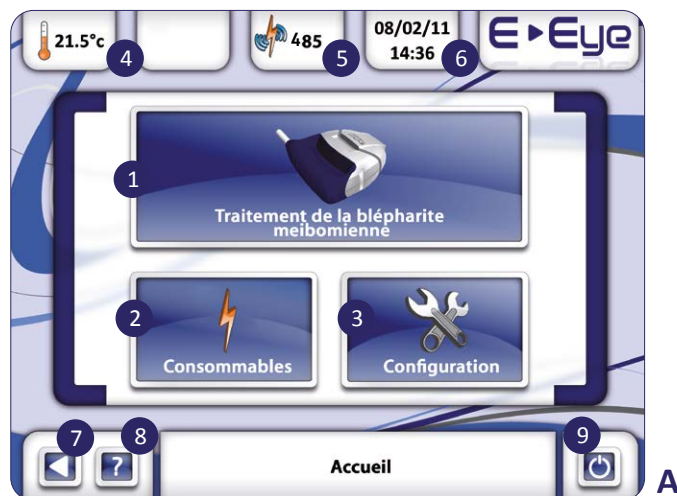 21.5°c
4
485
5
08/02/11
14:36
6
E Eye
1
Traitement de la blépharite
meibomienne
2
Consommables
3
Configuration
7
8
?
Accueil
9
A